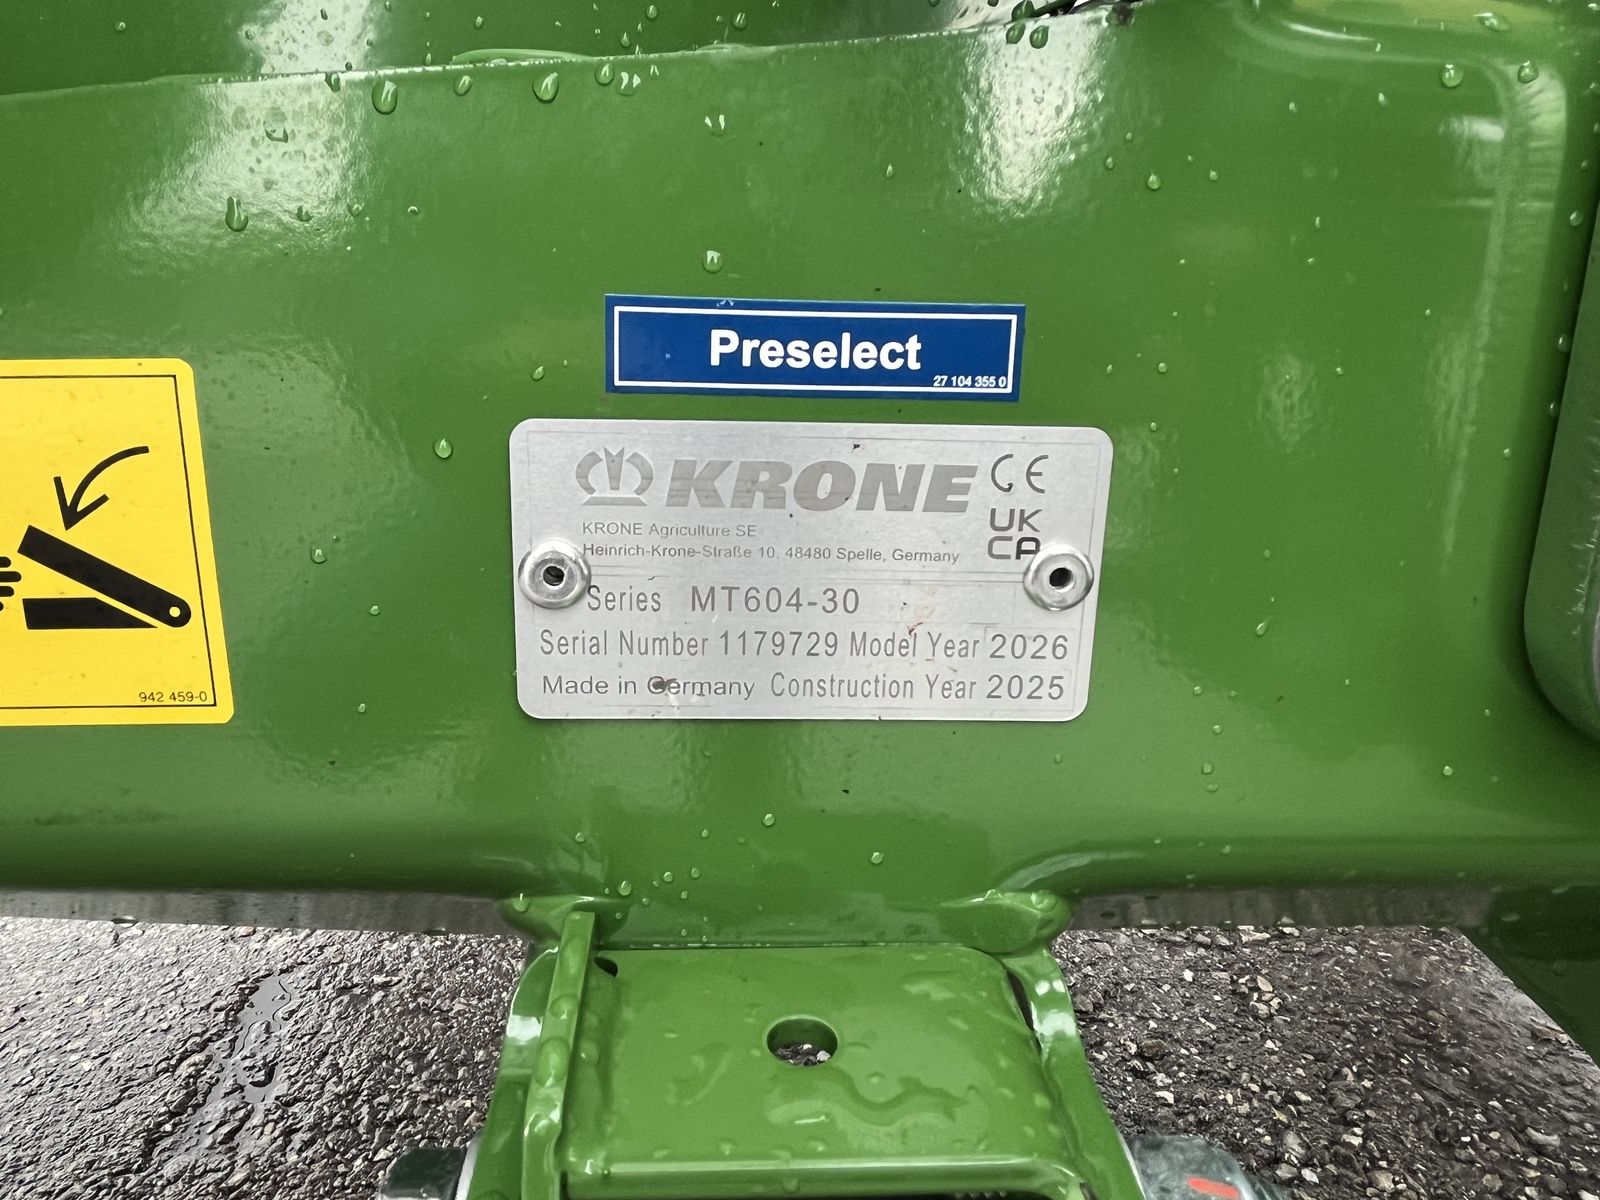 Preselect
27 104 355 0
KRONE
CE
UK
CA
KRONE Agriculture SE
Heinrich-Krone-Straße 10, 48480 Spelle, Germany
Series MT604-30
Serial Number 1179729 Model Year 2026
Made in Germany Construction Year 2025
942 459-0